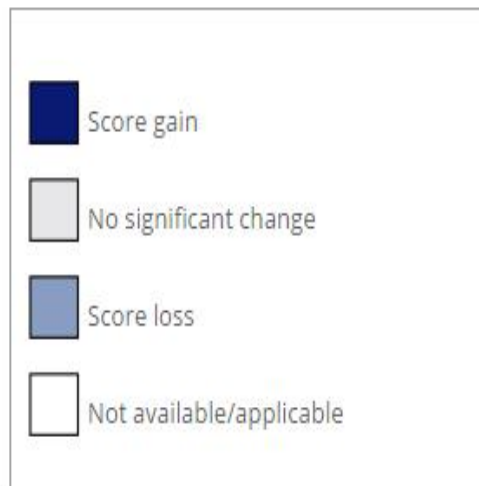 Score gain
No significant change
Score loss
Not available/applicable